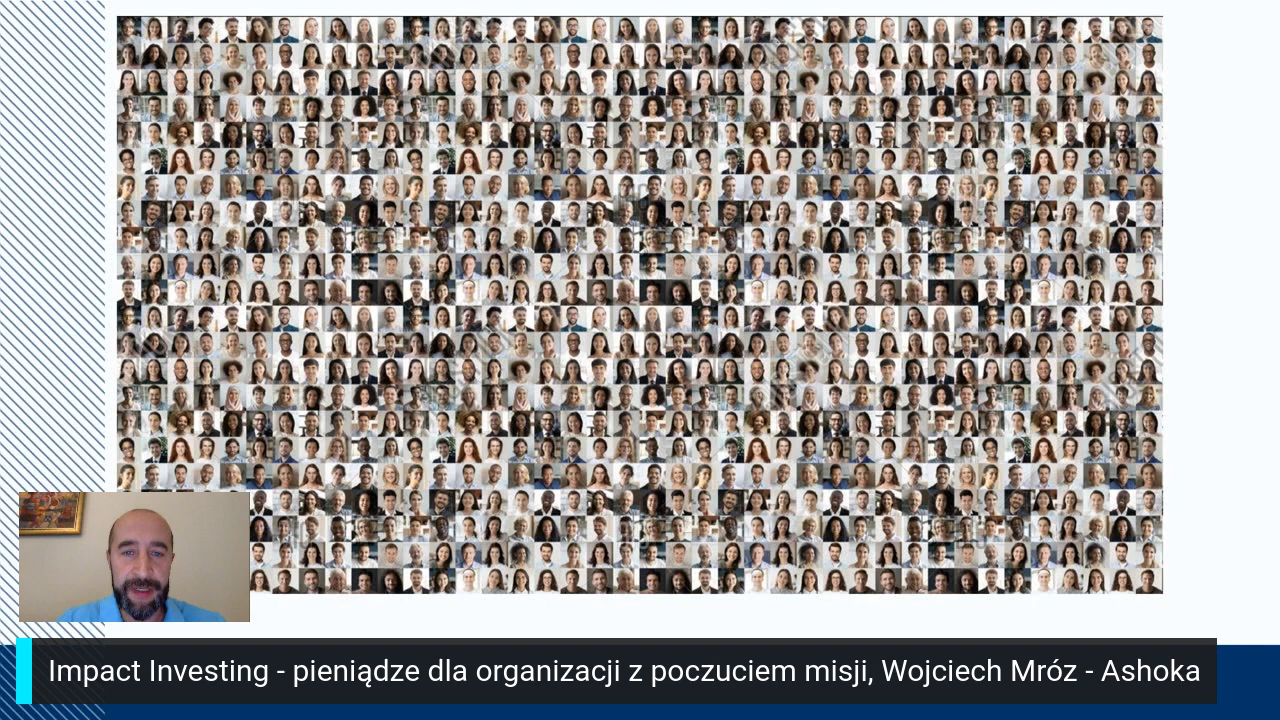 Impact Investing - pieniądze dla organizacji z poczuciem misji, Wojciech Mróz - Ashoka